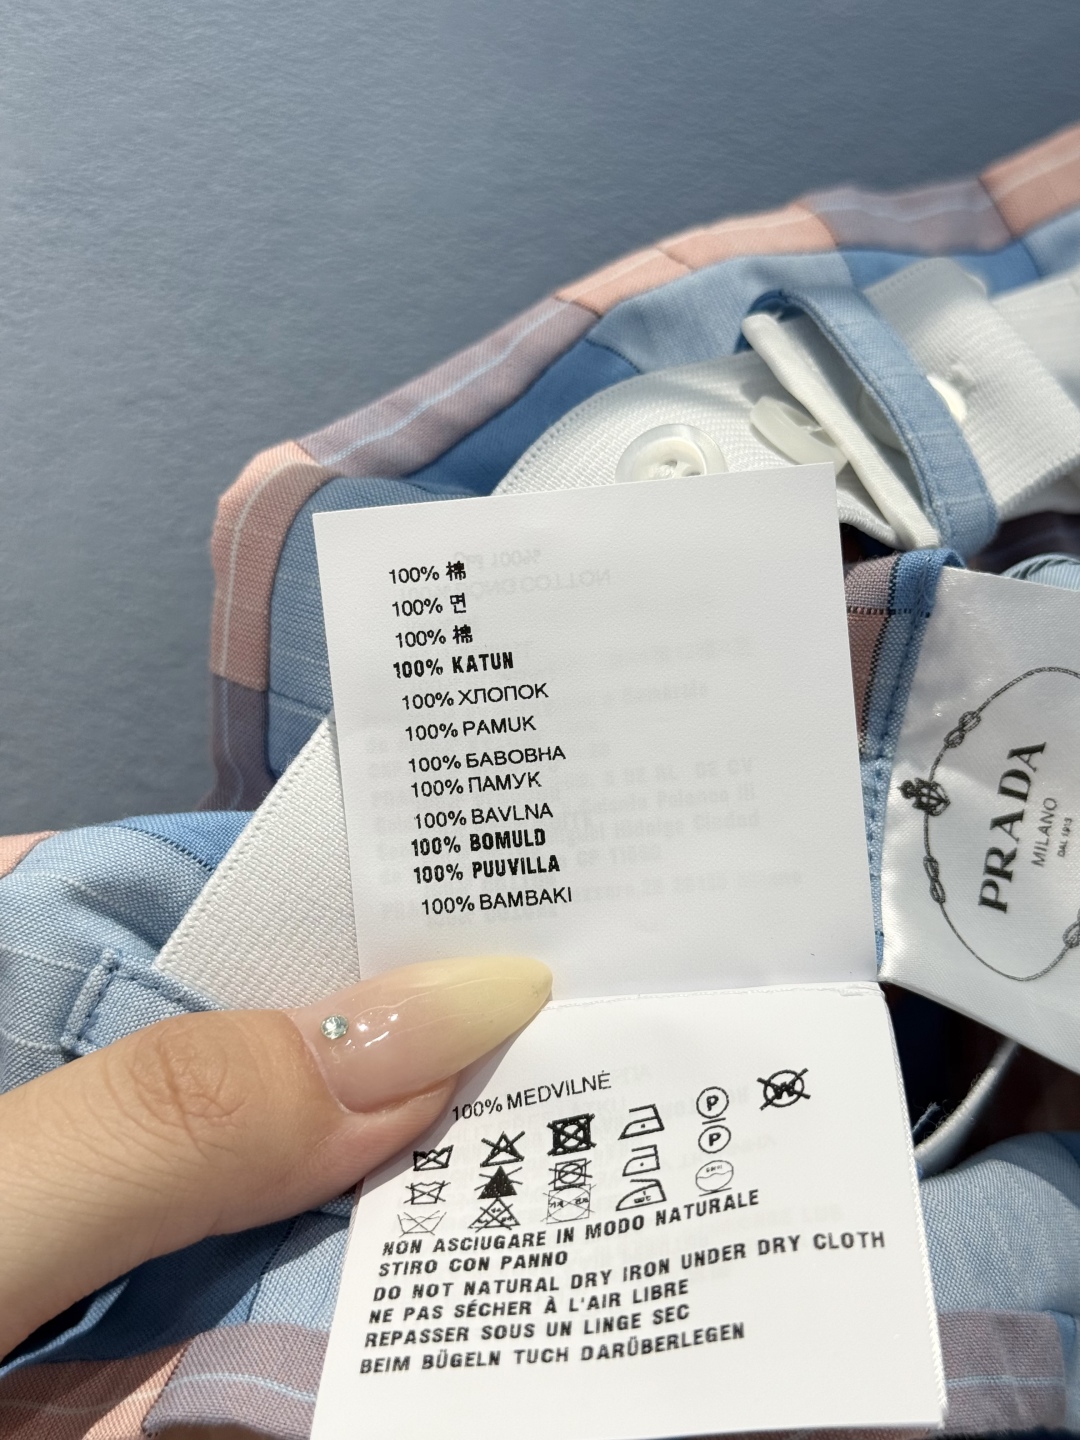 100% 棉
100% 면
100% 棉
100% KATUN
100% ХЛОПОК
100% PAMUK
100% БАВОВНА
100% ПАМУК
100% BAVLNA
100% BOMULD
100% PUUVILLA
100% BAMBAKI
PRADA
MILANO
DAL 1913
100% MEDVILNĖ
W
P
P
NON ASCIUGARE IN MODO NATURALE
STIRO CON PANNO
DO NOT NATURAL DRY IRON UNDER DRY CLOTH
NE PAS SÉCHER À L'AIR LIBRE
REPASSER SOUS UN LINGE SEC
BEIM BÜGELN TUCH DARÜBERLEGEN